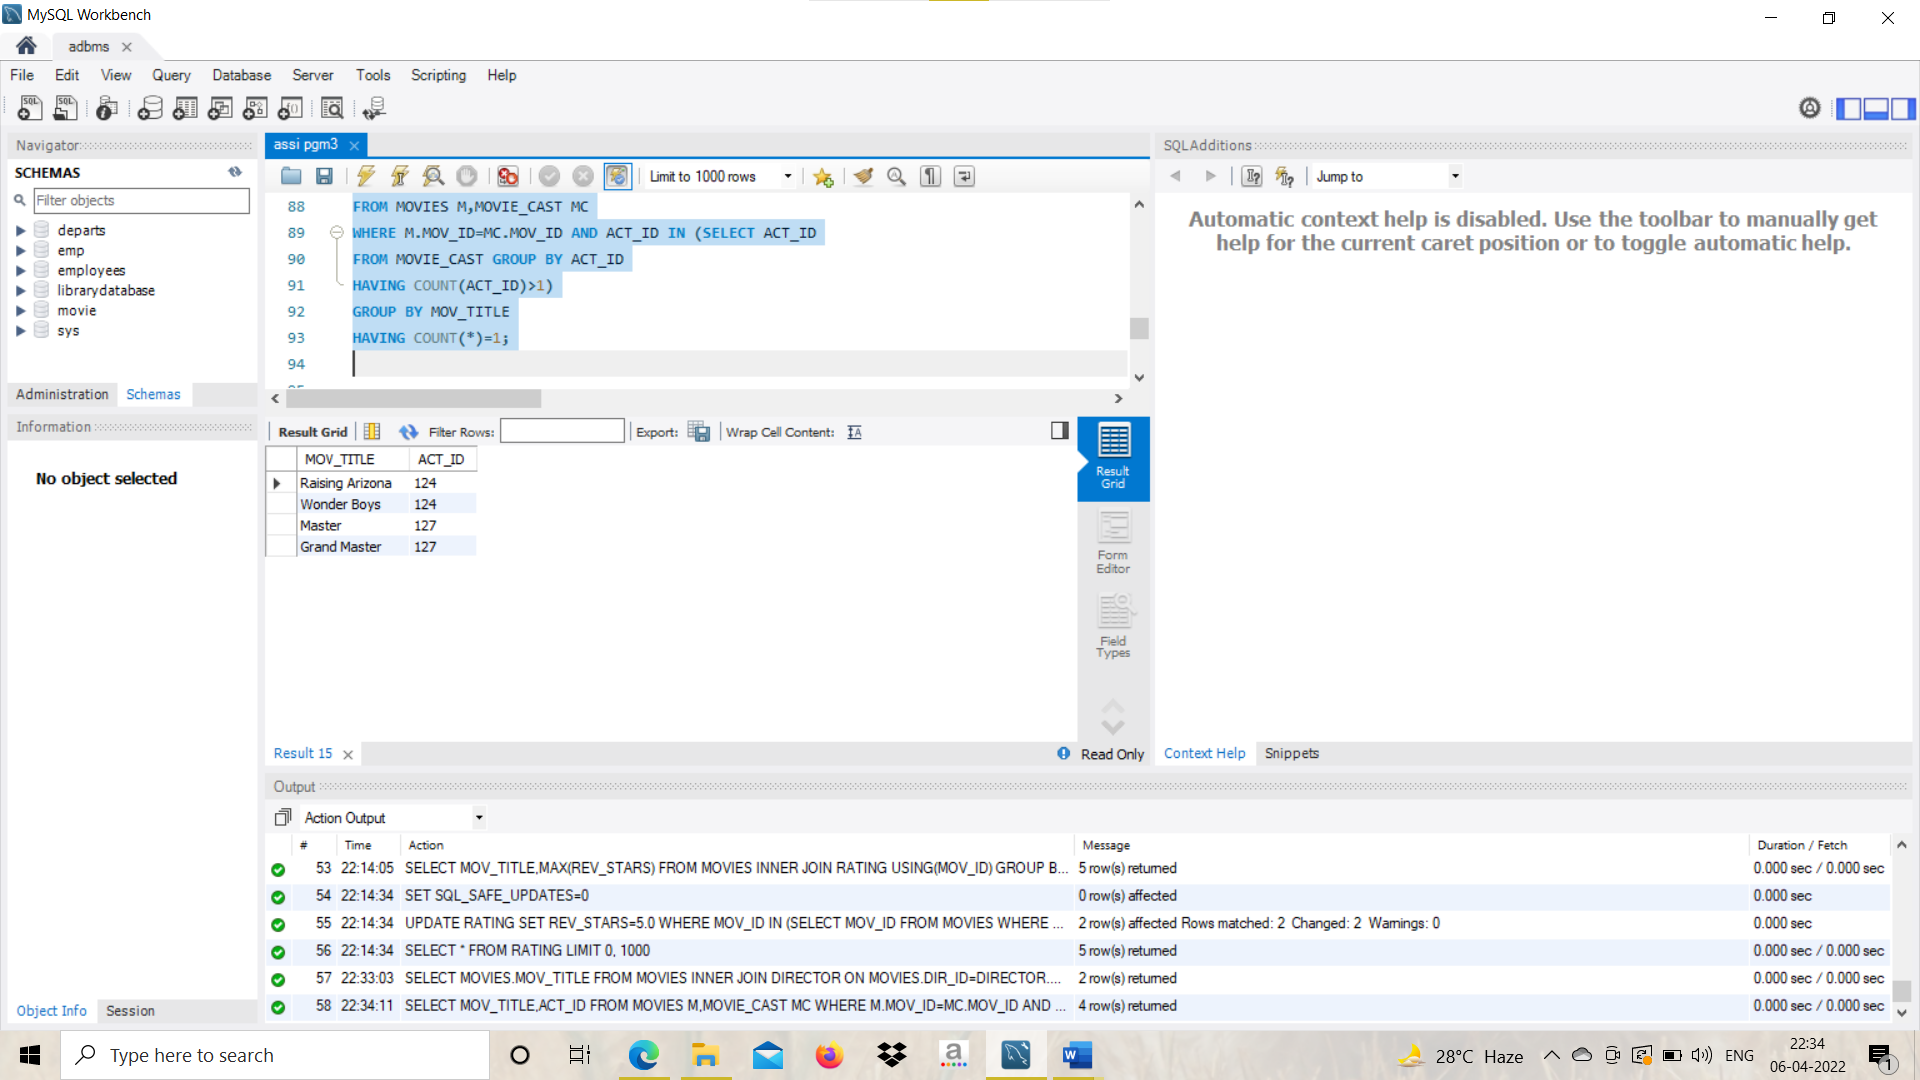 MySQL Workbench
adbms
File Edit View Query Database Server Tools Scripting Help
Navigator
SCHEMAS
Filter objects
departs
emp
employees
librarydatabase
movie
sys
Administration Schemas
Information
No object selected
Object Info Session
assi pgm3
Limit to 1000 rows
88 FROM MOVIES M,MOVIE_CAST MC
89 WHERE M.MOV_ID=MC.MOV_ID AND ACT_ID IN (SELECT ACT_ID
90 FROM MOVIE_CAST GROUP BY ACT_ID
91 HAVING COUNT(ACT_ID)>1)
92 GROUP BY MOV_TITLE
93 HAVING COUNT(*)=1;
94
Result Grid Filter Rows: Export: Wrap Cell Content:
MOV_TITLE ACT_ID
Raising Arizona 124
Wonder Boys 124
Master 127
Grand Master 127
Result Grid
Form Editor
Field Types
Result 15
Read Only
SQLAdditions
Jump to
Automatic context help is disabled. Use the toolbar to manually get
help for the current caret position or to toggle automatic help.
Context Help Snippets
Output
Action Output
# Time Action Message Duration / Fetch
53 22:14:05 SELECT MOV_TITLE,MAX(REV_STARS) FROM MOVIES INNER JOIN RATING USING(MOV_ID) GROUP B... 5 row(s) returned 0.000 sec / 0.000 sec
54 22:14:34 SET SQL_SAFE_UPDATES=0 0 row(s) affected 0.000 sec
55 22:14:34 UPDATE RATING SET REV_STARS=5.0 WHERE MOV_ID IN (SELECT MOV_ID FROM MOVIES WHERE ... 2 row(s) affected Rows matched: 2 Changed: 2 Warnings: 0 0.000 sec
56 22:14:34 SELECT * FROM RATING LIMIT 0, 1000 5 row(s) returned 0.000 sec / 0.000 sec
57 22:33:03 SELECT MOVIES.MOV_TITLE FROM MOVIES INNER JOIN DIRECTOR ON MOVIES.DIR_ID=DIRECTOR.... 2 row(s) returned 0.000 sec / 0.000 sec
58 22:34:11 SELECT MOV_TITLE,ACT_ID FROM MOVIES M,MOVIE_CAST MC WHERE M.MOV_ID=MC.MOV_ID AND ... 4 row(s) returned 0.000 sec / 0.000 sec
Type here to search
28°C Haze
ENG
22:34
06-04-2022
1